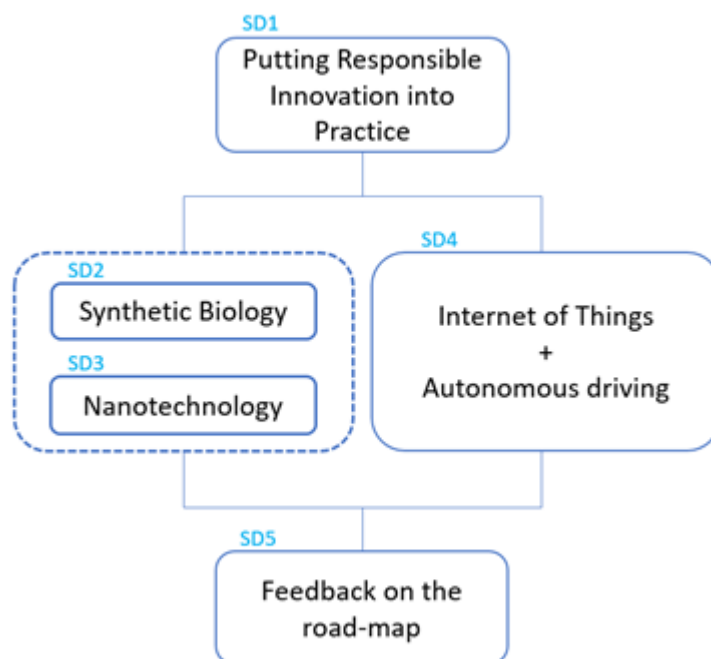 SD1
Putting Responsible
Innovation into
Practice
SD2
Synthetic Biology
SD3
Nanotechnology
SD4
Internet of Things
+
Autonomous driving
SD5
Feedback on the
road-map